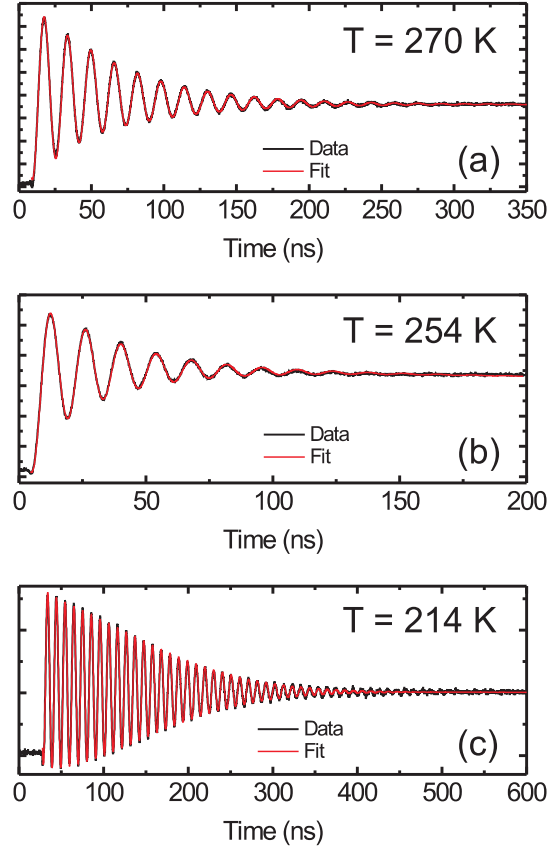 T = 270 K
Data
Fit
(a)
0 50 100 150 200 250 300 350
Time (ns)
T = 254 K
Data
Fit
(b)
0 50 100 150 200
Time (ns)
T = 214 K
Data
Fit
(c)
0 100 200 300 400 500 600
Time (ns)